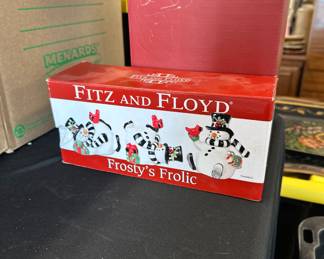 MENARDS
FITZ AND FLOYD®
Frosty's Frolic